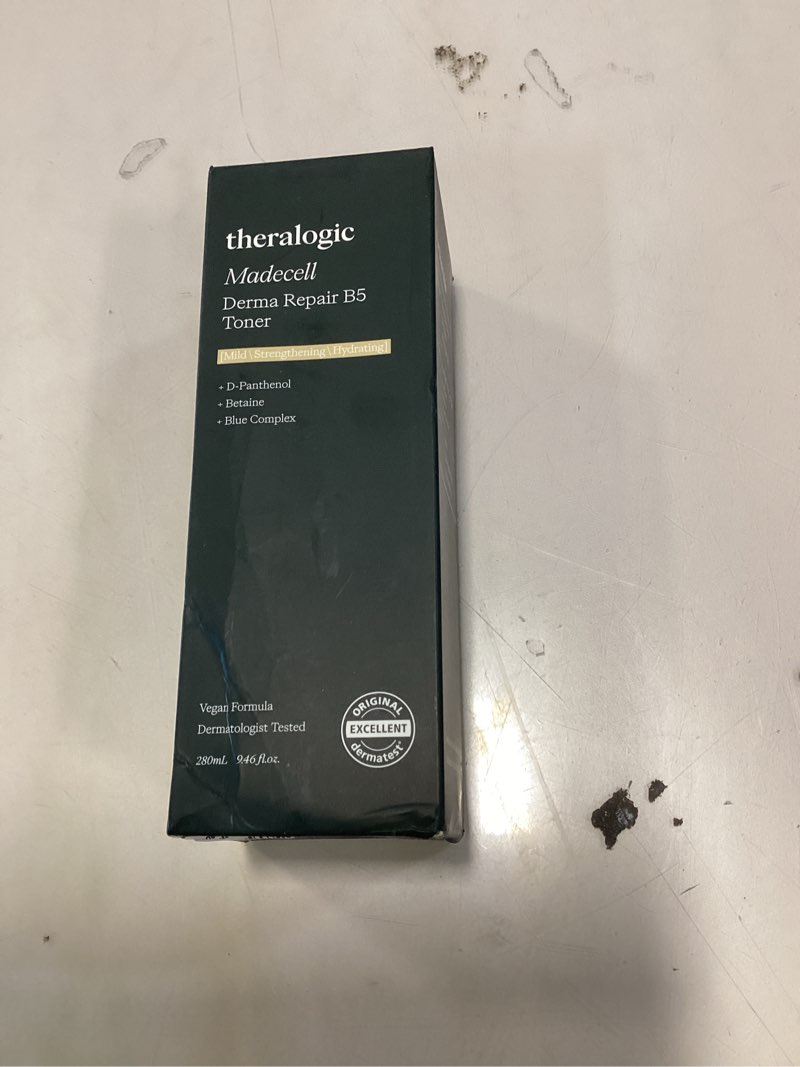 theralogic
Madecell
Derma Repair B5
Toner
[Mild \ Strengthening \ Hydrating]
+ D-Panthenol
+ Betaine
+ Blue Complex
Vegan Formula
Dermatologist Tested
280mL 9.46 fl.oz.
ORIGINAL
EXCELLENT
dermatest®